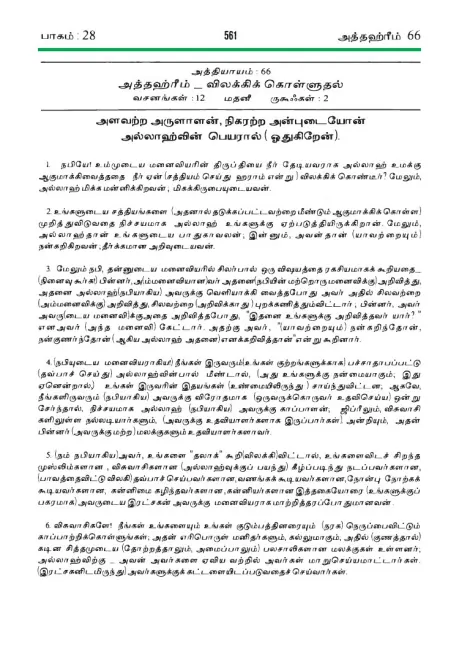 பாகம் : 28 561 அத்தஹ்ரீம் 66
அத்தியாயம் : 66
அத்தஹ்ரீம் _ விலக்கிக் கொள்ளுதல்
வசனங்கள் : 12 மதனீ ருகூஃகள் : 2
அளவற்ற அருளாளன், நிகரற்ற அன்புடையோன்
அல்லாஹ்வின் பெயரால் ( ஓதுகிறேன்).
1. நபியே! உம்முடைய மனைவியரின் திருப்தியை நீர் தேடியவராக அல்லாஹ் உமக்கு
ஆகுமாக்கிவைத்ததை நீர் ஏன் (சத்தியம் செய்து ஹராம் என்று ) விலக்கிக் கொண்டீர்? மேலும்,
அல்லாஹ் மிக்க மன்னிக்கிறவன் ; மிகக்கிருபையுடையவன்.
2. உங்களுடைய சத்தியங்களை (அதனால் தடுக்கப்பட்டவற்றை மீண்டும் ஆகுமாக்கிக் கொள்ள)
முறித்துவிடுவதை நிச்சயமாக அல்லாஹ் உங்களுக்கு ஏற்படுத்தியிருக்கிறான். மேலும்,
அல்லாஹ்தான் உங்களுடைய பாதுகாவலன் ; இன்னும், அவன்தான் (யாவற்றையும்)
நன்கறிகிறவன் ; தீர்க்கமான அறிவுடையவன்.
3. மேலும் நபி, தன்னுடைய மனைவியரில் சிலர்பால் ஒரு விஷயத்தை ரகசியமாகக் கூறியதை_
(நினைவு கூர்க!) பின்னர், அ(ம்மனைவியான)வர் அதனை(நபியின் மற்றொரு மனைவிக்கு) அறிவித்து,
அதனை அல்லாஹ்(நபியாகிய) அவருக்கு வெளியாக்கி வைத்தபோது அவர் அதில் சிலவற்றை
(அம்மனைவிக்கு) அறிவித்து, சிலவற்றை (அறிவிக்காது ) புறக்கணித்தும்விட்டார் ; பின்னர், அவர்
அவரு(டைய மனைவி)க்குஅதை அறிவித்தபோது, "இதனை உங்களுக்கு அறிவித்தவர் யார்? "
எனஅவர் (அந்த மனைவி) கேட்டார். அதற்கு அவர், "(யாவற்றையும்) நன்கறிந்தோன்,
நன்குணர்ந்தோன் (ஆகிய அல்லாஹ் அதனை) எனக்கறிவித்தான்' என்று கூறினார்.
4. (நபியுடைய மனைவியராகிய) நீங்கள் இருவரும்(உங்கள் குற்றங்களுக்காக) பச்சாதாபப்பட்டு
(தவ்பாச் செய்து) அல்லாஹ்வின்பால் மீண்டால், (அது உங்களுக்கு நன்மையாகும்; இது
ஏனென்றால்) உங்கள் இருவரின் இதயங்கள் (உண்மையிலிருந்து) சாய்ந்துவிட்டன; ஆகவே,
நீங்களிருவரும் (நபியாகிய) அவருக்கு விரோதமாக (ஒருவருக்கொருவர் உதவிசெய்ய) ஒன்று
சேர்ந்தால், நிச்சயமாக அல்லாஹ் (நபியாகிய) அவருக்கு காப்பாளன்; ஜிப்ரீலும், விசுவாசி
களிலுள்ள நல்லடியார்களும், (அவருக்கு உதவியாளர்களாக இருப்பார்கள்) அன்றியும், அதன்
பின்னர் (அவருக்கு மற்ற) மலக்குகளும் உதவியாளர்களாவர்.
5. (நம் நபியாகிய)அவர், உங்களை "தலாக்" கூறி(விலக்கி)விட்டால், உங்களைவிடச் சிறந்த
முஸ்லிம்களான , விசுவாசிகளான (அல்லாஹ்வுக்குப் பயந்து) கீழ்ப்படிந்து நடப்பவர்களான,
(பாவத்தைவிட்டு விலகி) தவ்பாச் செய்பவர்களான,வணங்கக் கூடியவர்களான,நோன்பு நோற்கக்
கூடியவர்களான, கன்னிமை கழிந்தவர்களான, கன்னியர்களான இத்தகையோரை (உங்களுக்குப்
பகரமாக) அவருடைய இரட்சகன் அவருக்கு மனைவியராக மாற்றித்தரப்போதுமானவன்.
6. விசுவாசிகளே! நீங்கள் உங்களையும் உங்கள் குடும்பத்தினரையும் (நரக) நெருப்பைவிட்டும்
காப்பாற்றிக்கொள்ளுங்கள்; அதன் எரிபொருள் மனிதர்களும், கல்லுமாகும்; அதில் (குணத்தால்)
கடின சித்தமுடைய (தோற்றத்தாலும், அமைப்பாலும்) பலசாலிகளான மலக்குகள் உள்ளனர்;
அல்லாஹ்விற்கு _ அவன் அவர்களை ஏவிய வற்றில் அவர்கள் மாறுசெய்யமாட்டார்கள்.
(இரட்சகனிடமிருந்து) அவர்களுக்குக் கட்டளையிடப்படுவதைச் செய்வார்கள்.